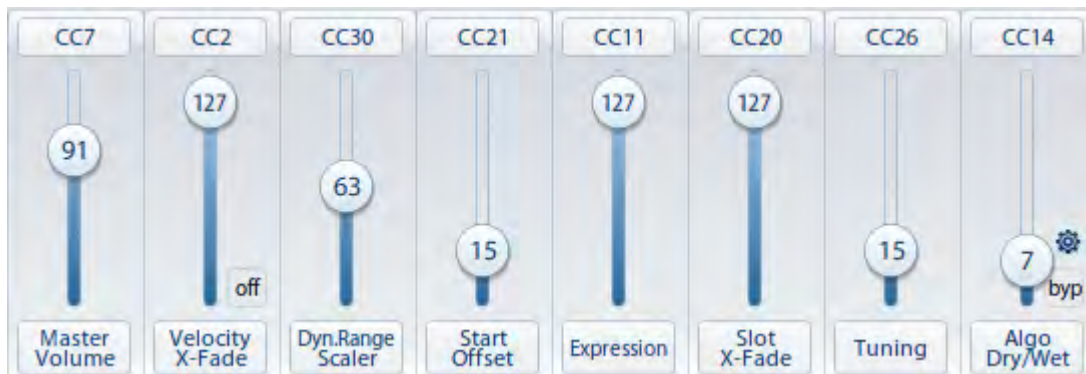 CC7 CC2 CC30 CC21 CC11 CC20 CC26 CC14
127 127 127
91
63
15 15 7
off byp
Master Volume
Velocity X-Fade
Dyn.Range Scaler
Start Offset
Expression
Slot X-Fade
Tuning
Algo Dry/Wet